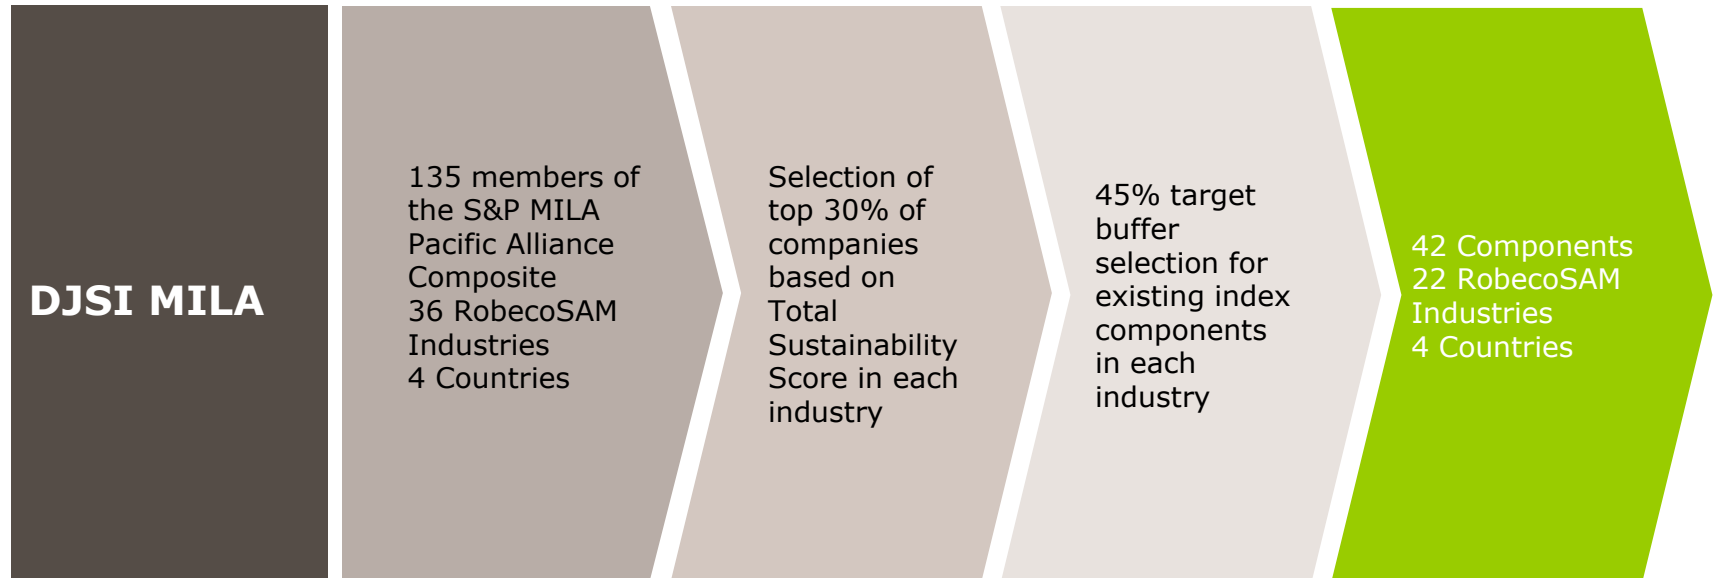 DJSI MILA
135 members of
the S&P MILA
Pacific Alliance
Composite
36 RobecoSAM
Industries
4 Countries
Selection of
top 30% of
companies
based on
Total
Sustainability
Score in each
industry
45% target
buffer
selection for
existing index
components
in each
industry
42 Components
22 RobecoSAM
Industries
4 Countries